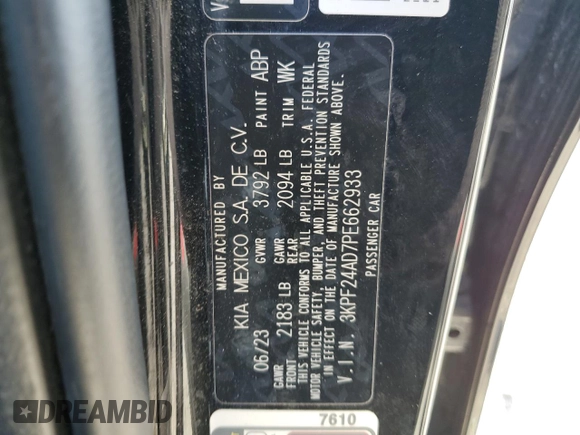 MANUFACTURED BY
KIA MEXICO S.A. DE C.V.
06/23 GVWR 3792 LB PAINT ABP
GAWR FRONT 2183 LB GAWR REAR 2094 LB TRIM WK
THIS VEHICLE CONFORMS TO ALL APPLICABLE U.S.A. FEDERAL
MOTOR VEHICLE SAFETY, BUMPER, AND THEFT PREVENTION STANDARDS
IN EFFECT ON THE DATE OF MANUFACTURE SHOWN ABOVE.
V.I.N. 3KPF24AD7PE662933
PASSENGER CAR
7610
DREAMBID